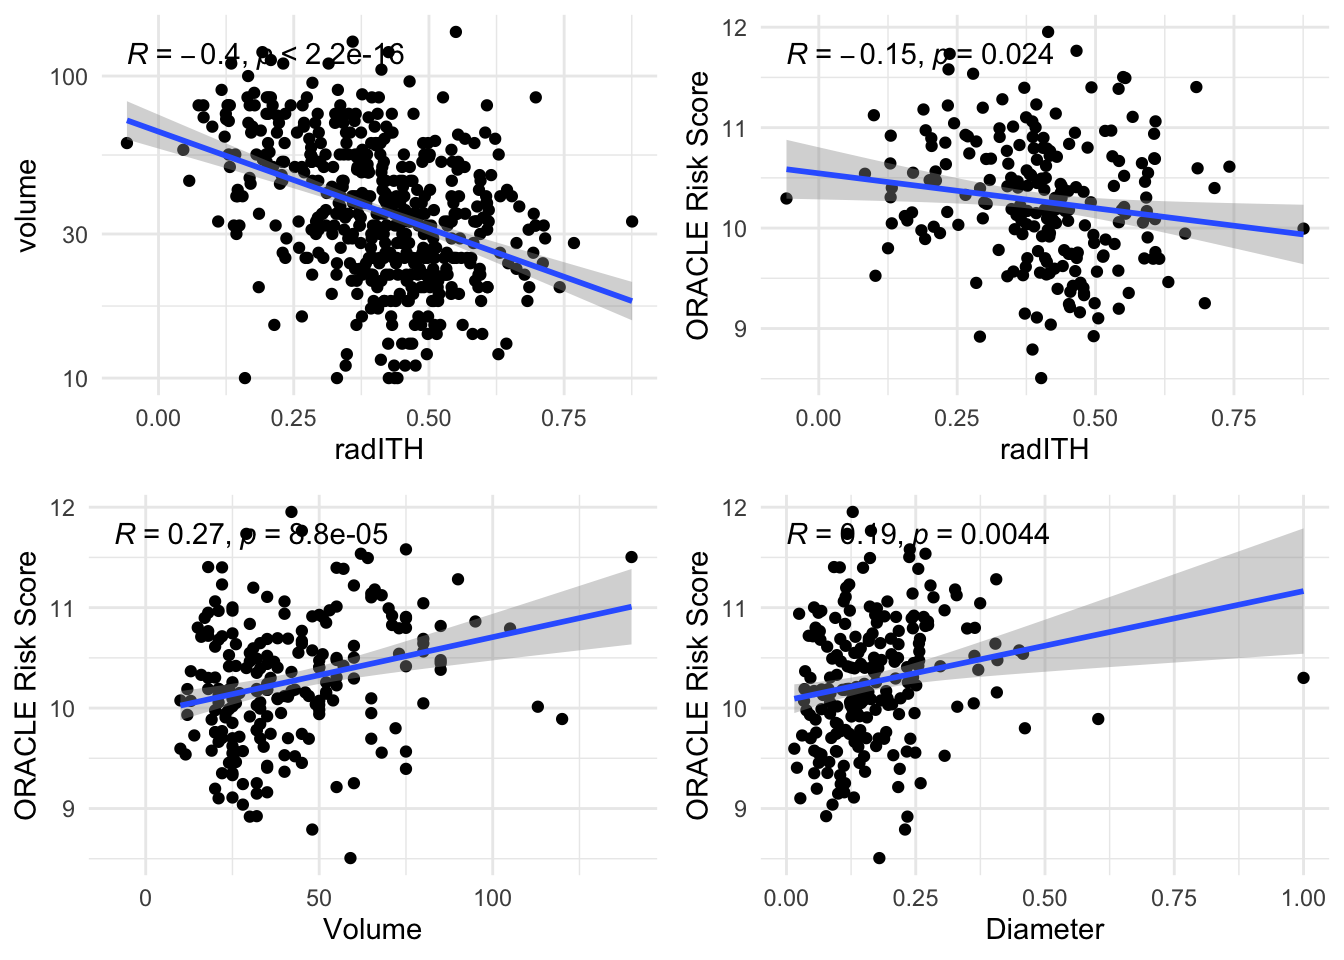 R = −0.4, p < 2.2e-16
volume
100
30
10
0.00 0.25 0.50 0.75
radITH
R = −0.15, p = 0.024
ORACLE Risk Score
12
11
10
9
0.00 0.25 0.50 0.75
radITH
R = 0.27, p = 8.8e-05
ORACLE Risk Score
12
11
10
9
0 50 100
Volume
R = 0.19, p = 0.0044
ORACLE Risk Score
12
11
10
9
0.00 0.25 0.50 0.75 1.00
Diameter